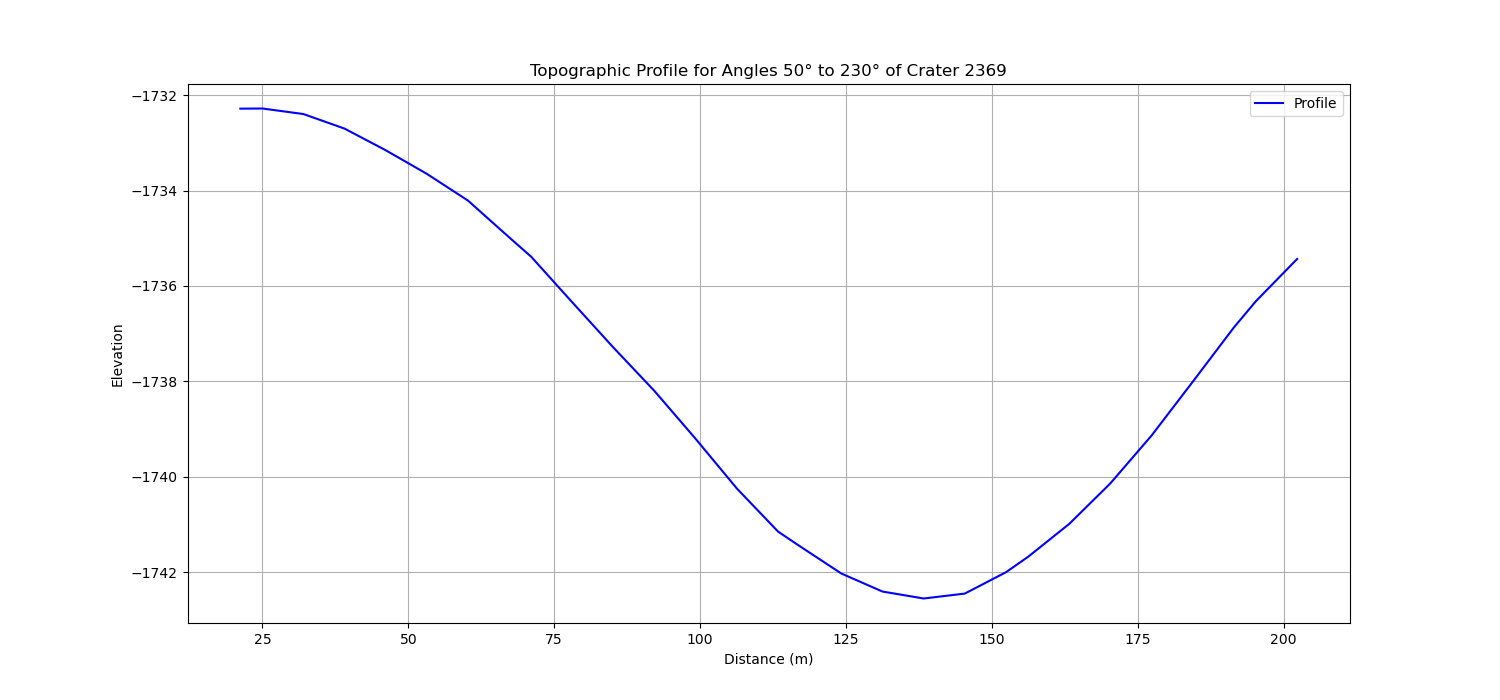 Topographic Profile for Angles 50° to 230° of Crater 2369
Profile
Elevation
−1732
−1734
−1736
−1738
−1740
−1742
25 50 75 100 125 150 175 200
Distance (m)